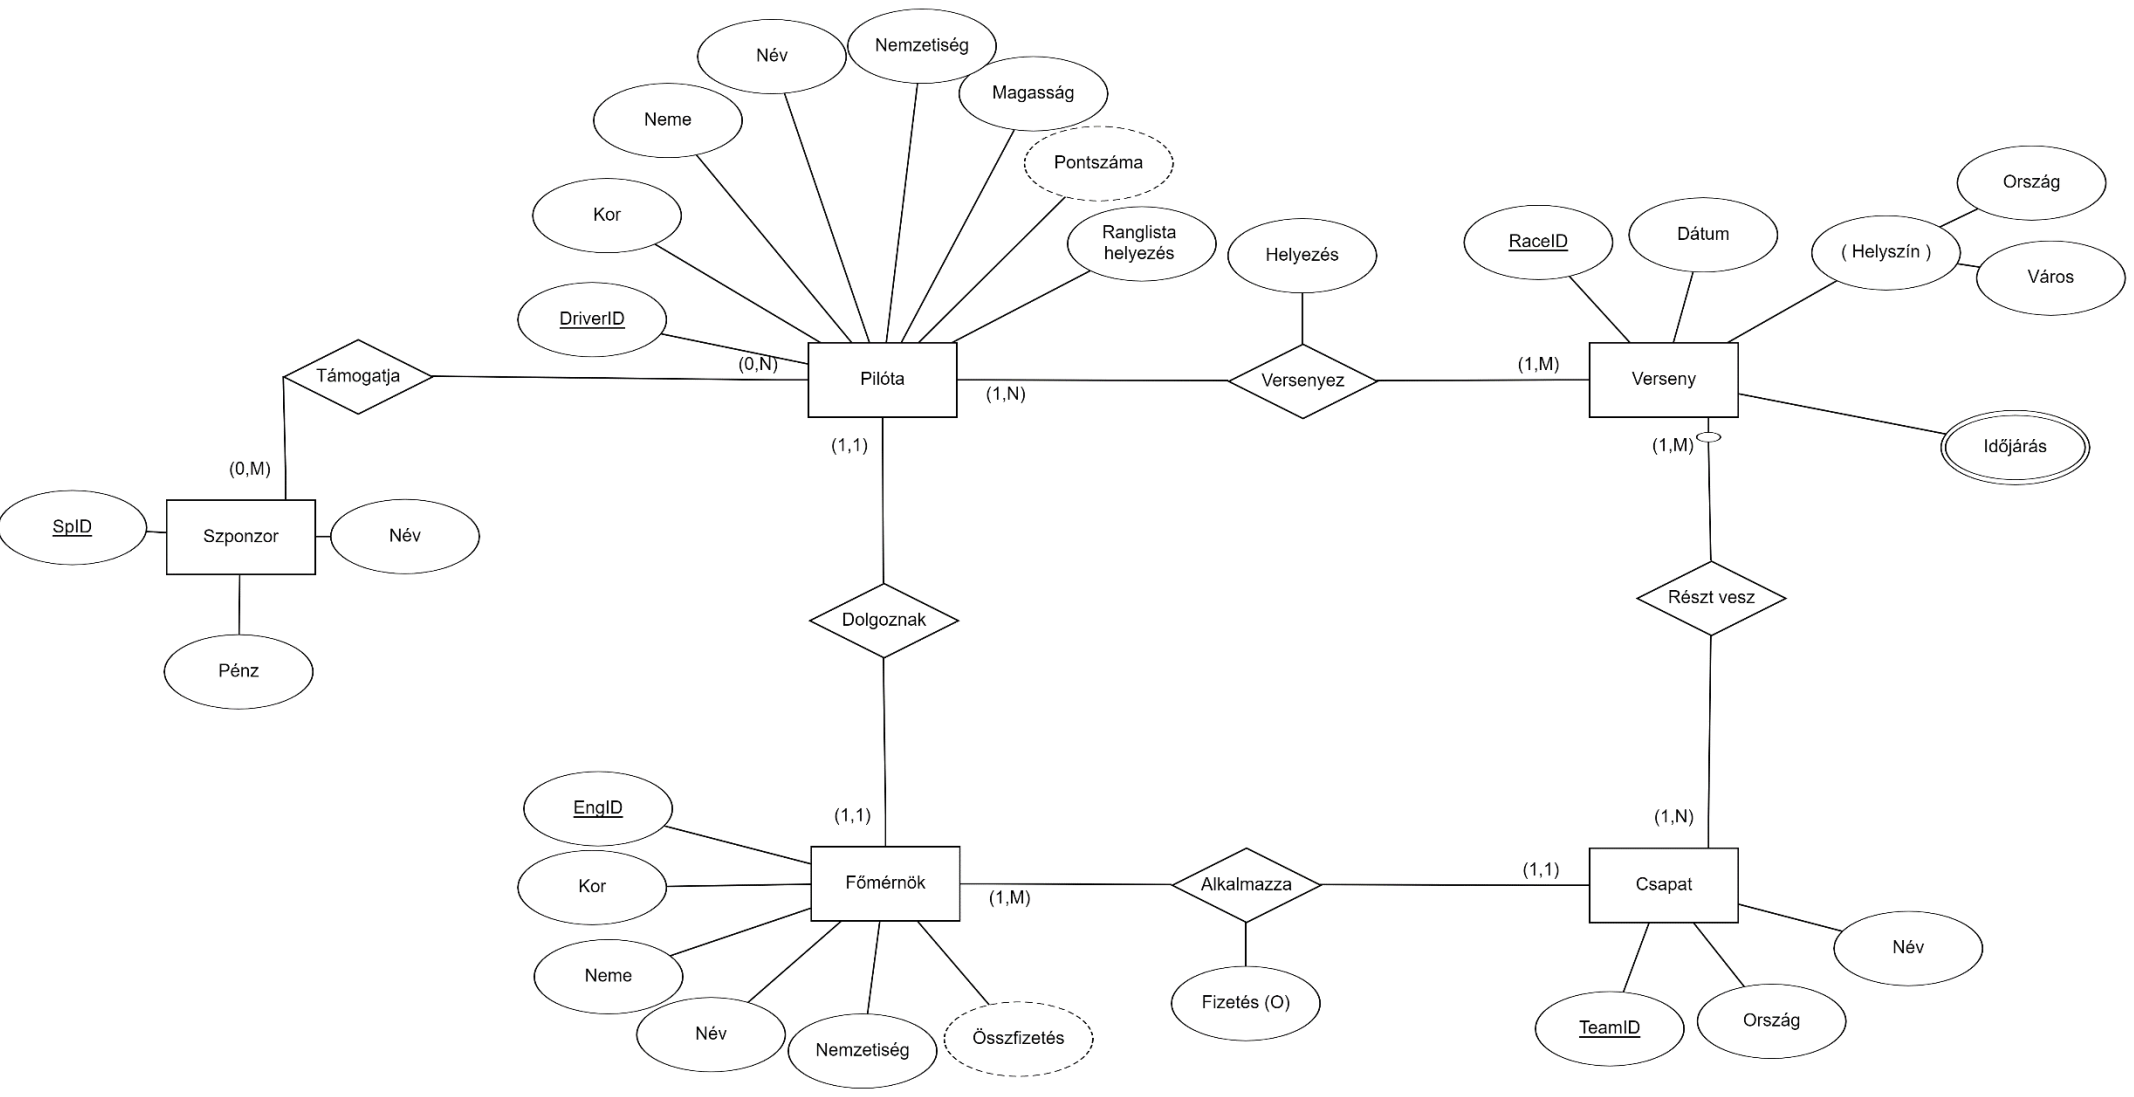 Nemzetiség
Név
Magasság
Neme
Pontszáma
Ország
Kor
Ranglista
helyezés
Helyezés
RaceID
Dátum
( Helyszín )
Város
DriverID
(0,N)
(1,M)
Támogatja
Pilóta
Versenyez
Verseny
(1,N)
(1,1)
(1,M)
Időjárás
(0,M)
SpID
Szponzor
Név
Részt vesz
Dolgoznak
Pénz
EngID
(1,1)
(1,N)
(1,1)
Kor
Főmérnök
(1,M)
Alkalmazza
Csapat
Név
Neme
Fizetés (O)
Név
Nemzetiség
Összfizetés
TeamID
Ország